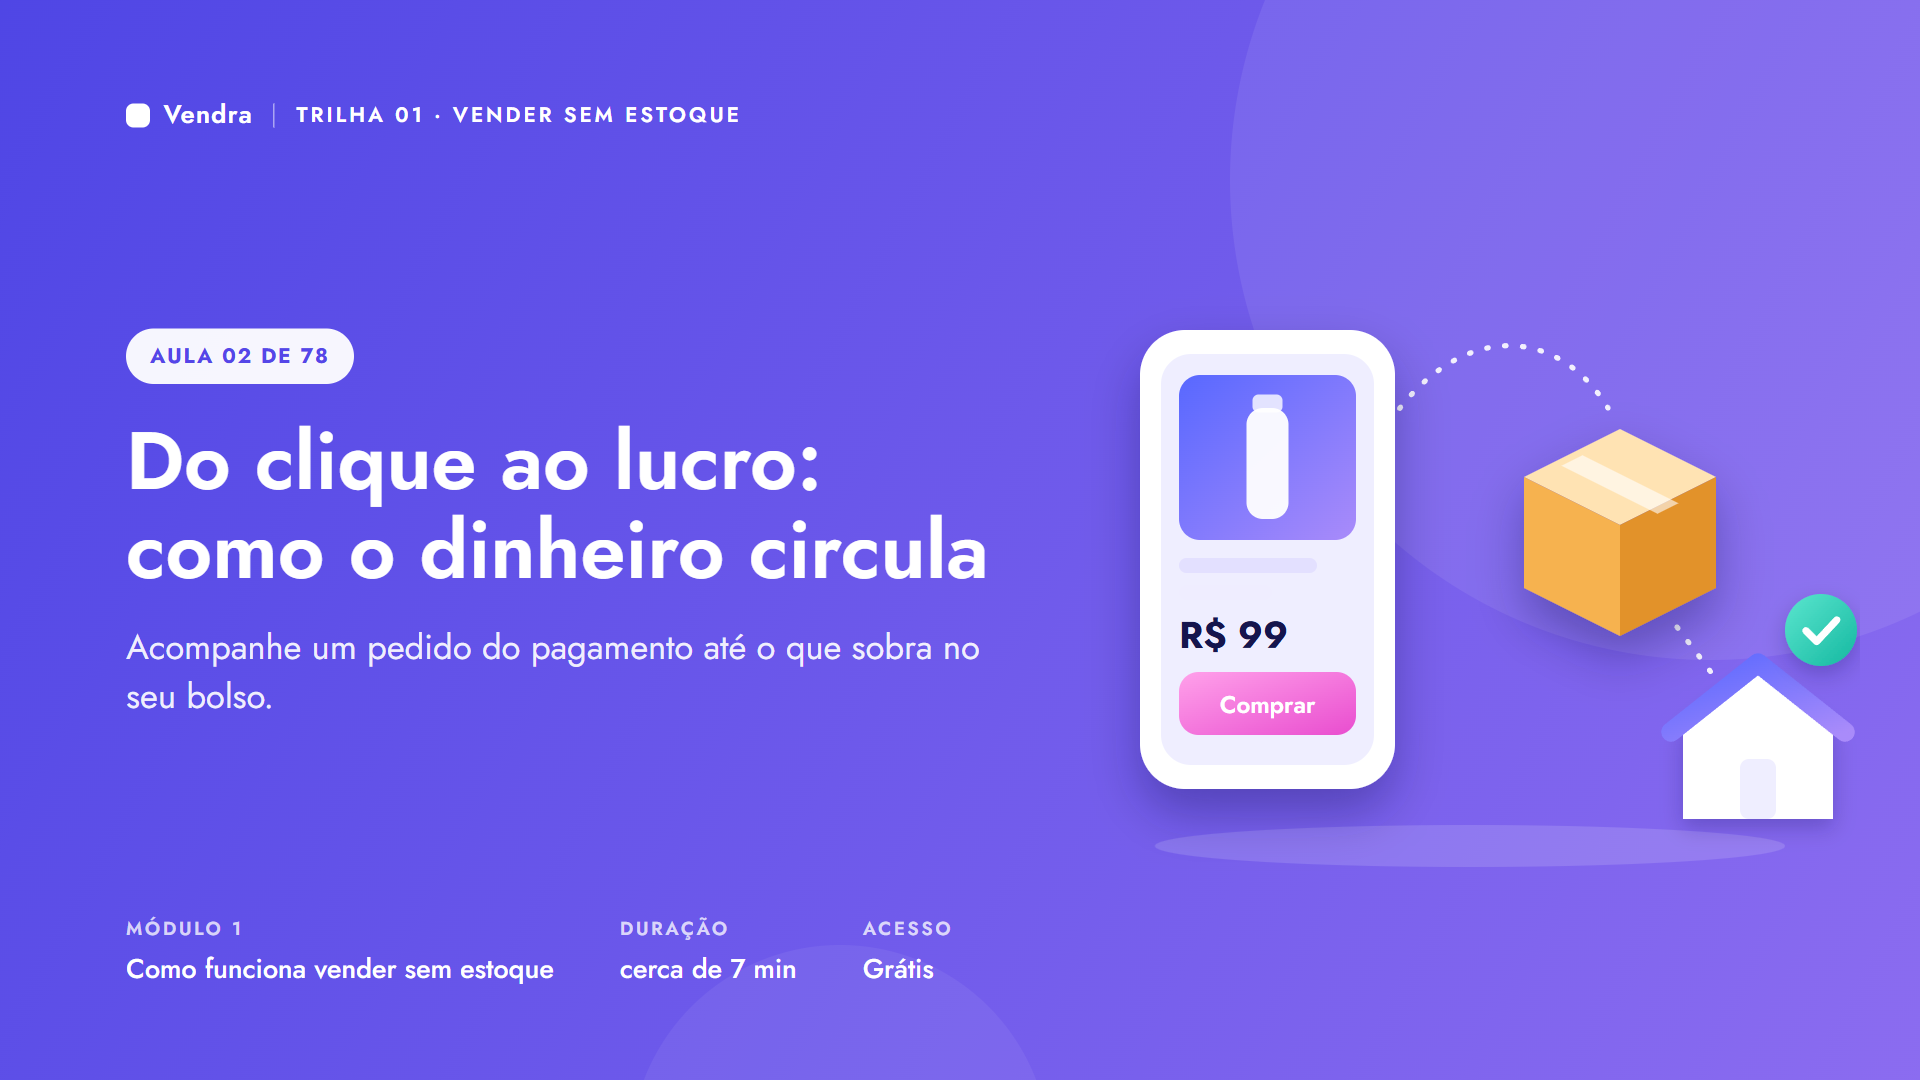 Vendra | TRILHA 01 · VENDER SEM ESTOQUE
AULA 02 DE 78
Do clique ao lucro:
como o dinheiro circula
Acompanhe um pedido do pagamento até o que sobra no
seu bolso.
R$ 99
Comprar
MÓDULO 1
Como funciona vender sem estoque
DURAÇÃO
cerca de 7 min
ACESSO
Grátis